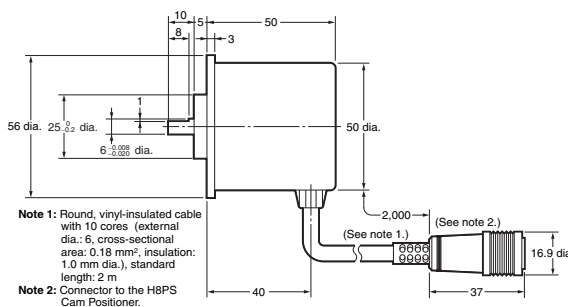 10
5
50
8
3
1
56 dia.
25 0 -0.2 dia.
6 -0.008 -0.020 dia.
50 dia.
2,000
(See note 1.)
(See note 2.)
16.9 dia
40
37
Note 1: Round, vinyl-insulated cable
with 10 cores (external
dia.: 6, cross-sectional
area: 0.18 mm², insulation:
1.0 mm dia.), standard
length: 2 m
Note 2: Connector to the H8PS
Cam Positioner.